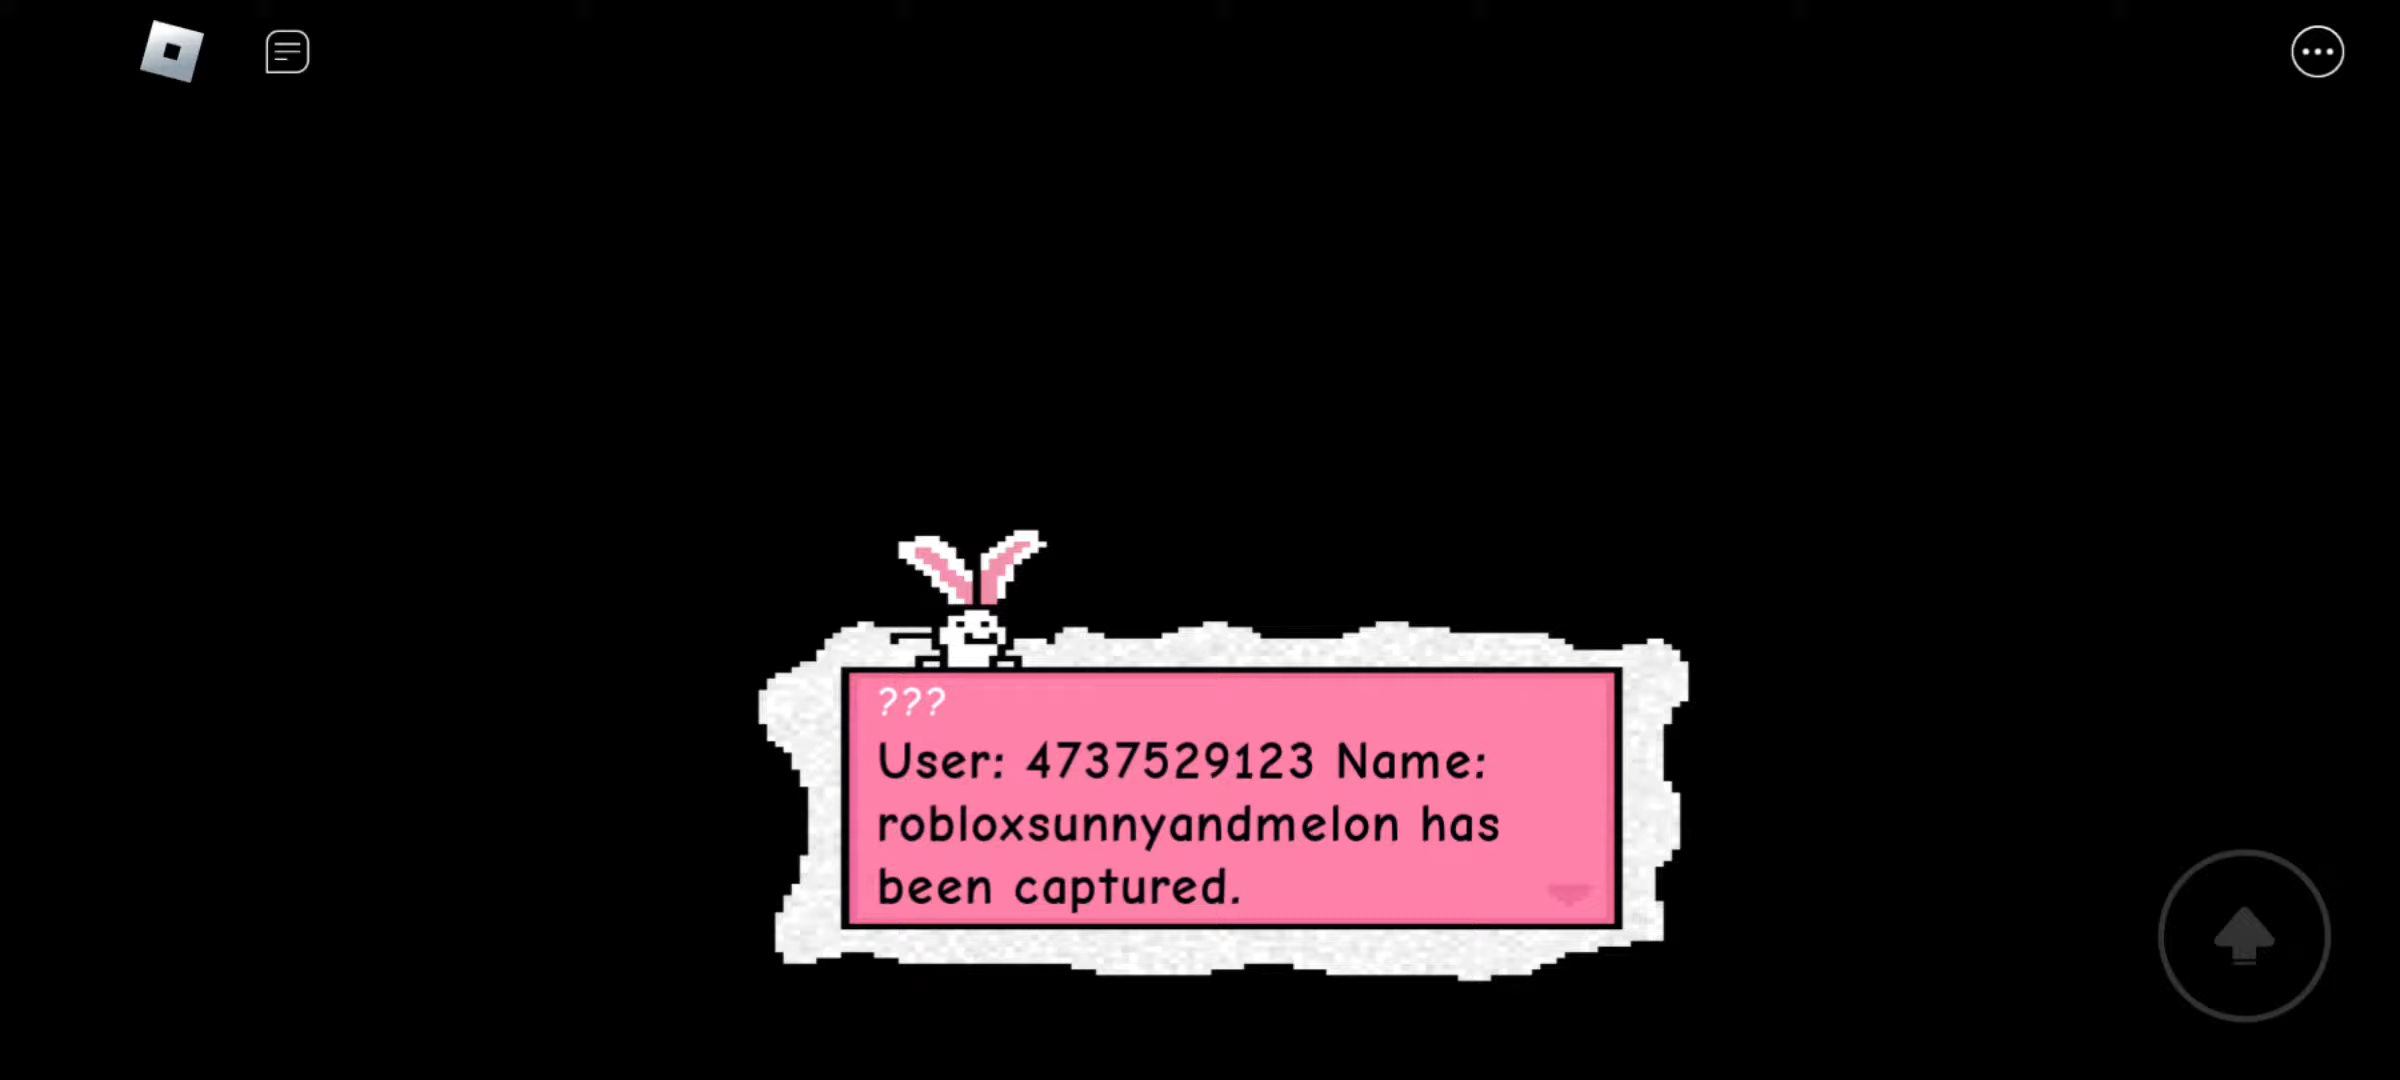 ???
User: 4737529123 Name:
robloxsunnyandmelon has
been captured.